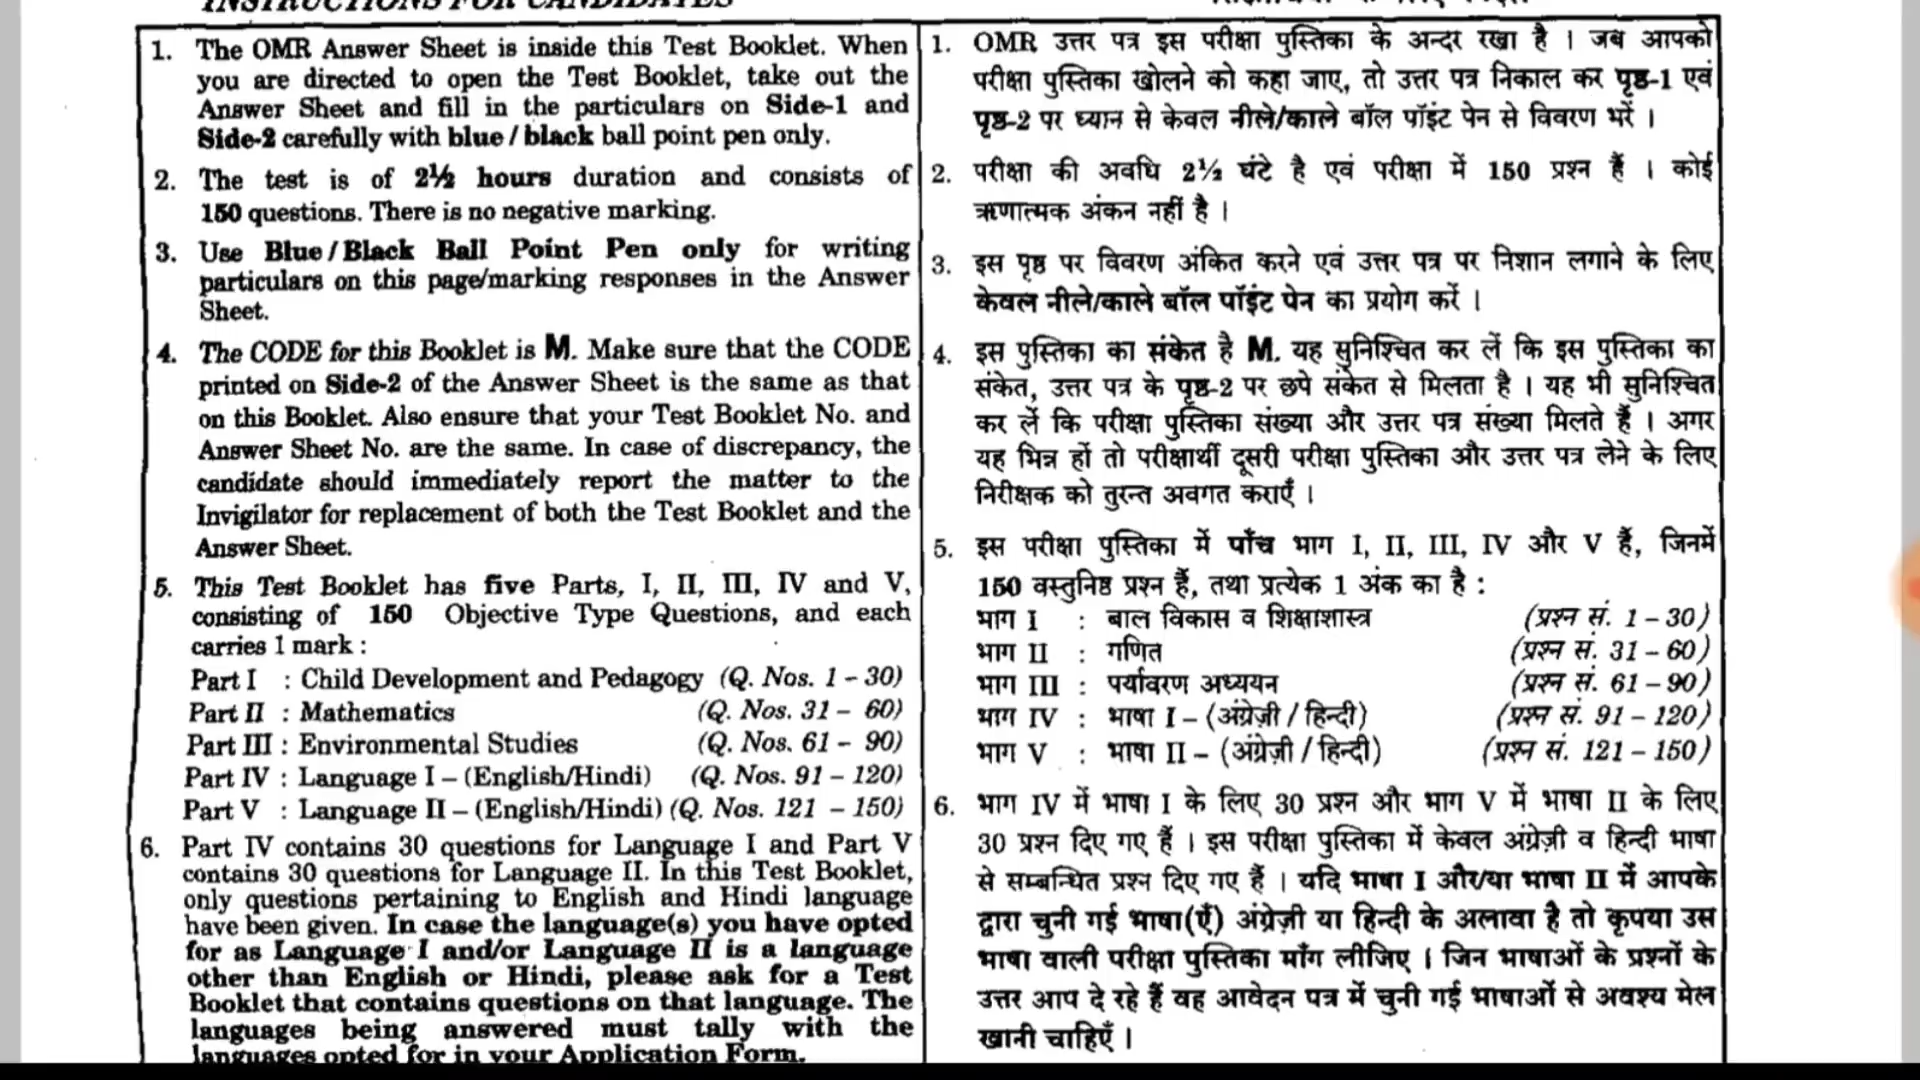 INSTRUCTIONS FOR CANDIDATES
1. The OMR Answer Sheet is inside this Test Booklet. When
you are directed to open the Test Booklet, take out the
Answer Sheet and fill in the particulars on Side-1 and
Side-2 carefully with blue / black ball point pen only.
2. The test is of 2½ hours duration and consists of
150 questions. There is no negative marking.
3. Use Blue / Black Ball Point Pen only for writing
particulars on this page/marking responses in the Answer
Sheet.
4. The CODE for this Booklet is M. Make sure that the CODE
printed on Side-2 of the Answer Sheet is the same as that
on this Booklet. Also ensure that your Test Booklet No. and
Answer Sheet No. are the same. In case of discrepancy, the
candidate should immediately report the matter to the
Invigilator for replacement of both the Test Booklet and the
Answer Sheet.
5. This Test Booklet has five Parts, I, II, III, IV and V,
consisting of 150 Objective Type Questions, and each
carries 1 mark :
Part I : Child Development and Pedagogy (Q. Nos. 1 – 30)
Part II : Mathematics (Q. Nos. 31 – 60)
Part III : Environmental Studies (Q. Nos. 61 – 90)
Part IV : Language I – (English/Hindi) (Q. Nos. 91 – 120)
Part V : Language II – (English/Hindi) (Q. Nos. 121 – 150)
6. Part IV contains 30 questions for Language I and Part V
contains 30 questions for Language II. In this Test Booklet,
only questions pertaining to English and Hindi language
have been given. In case the language(s) you have opted
for as Language I and/or Language II is a language
other than English or Hindi, please ask for a Test
Booklet that contains questions on that language. The
languages being answered must tally with the
languages opted for in your Application Form.
1. OMR उत्तर पत्र इस परीक्षा पुस्तिका के अन्दर रखा है । जब आपको
परीक्षा पुस्तिका खोलने को कहा जाए, तो उत्तर पत्र निकाल कर पृष्ठ-1 एवं
पृष्ठ-2 पर ध्यान से केवल नीले/काले बॉल पॉइंट पेन से विवरण भरें ।
2. परीक्षा की अवधि 2½ घंटे है एवं परीक्षा में 150 प्रश्न हैं । कोई
ऋणात्मक अंकन नहीं है ।
3. इस पृष्ठ पर विवरण अंकित करने एवं उत्तर पत्र पर निशान लगाने के लिए
केवल नीले/काले बॉल पॉइंट पेन का प्रयोग करें ।
4. इस पुस्तिका का संकेत है M. यह सुनिश्चित कर लें कि इस पुस्तिका का
संकेत, उत्तर पत्र के पृष्ठ-2 पर छपे संकेत से मिलता है । यह भी सुनिश्चित
कर लें कि परीक्षा पुस्तिका संख्या और उत्तर पत्र संख्या मिलते हैं । अगर
यह भिन्न हों तो परीक्षार्थी दूसरी परीक्षा पुस्तिका और उत्तर पत्र लेने के लिए
निरीक्षक को तुरन्त अवगत कराएँ ।
5. इस परीक्षा पुस्तिका में पाँच भाग I, II, III, IV और V हैं, जिनमें
150 वस्तुनिष्ठ प्रश्न हैं, तथा प्रत्येक 1 अंक का है :
भाग I : बाल विकास व शिक्षाशास्त्र (प्रश्न सं. 1 – 30)
भाग II : गणित (प्रश्न सं. 31 – 60)
भाग III : पर्यावरण अध्ययन (प्रश्न सं. 61 – 90)
भाग IV : भाषा I – (अंग्रेज़ी / हिन्दी) (प्रश्न सं. 91 – 120)
भाग V : भाषा II – (अंग्रेज़ी / हिन्दी) (प्रश्न सं. 121 – 150)
6. भाग IV में भाषा I के लिए 30 प्रश्न और भाग V में भाषा II के लिए
30 प्रश्न दिए गए हैं । इस परीक्षा पुस्तिका में केवल अंग्रेज़ी व हिन्दी भाषा
से सम्बन्धित प्रश्न दिए गए हैं । यदि भाषा I और/या भाषा II में आपके
द्वारा चुनी गई भाषा(एँ) अंग्रेज़ी या हिन्दी के अलावा है तो कृपया उस
भाषा वाली परीक्षा पुस्तिका माँग लीजिए । जिन भाषाओं के प्रश्नों के
उत्तर आप दे रहे हैं वह आवेदन पत्र में चुनी गई भाषाओं से अवश्य मेल
खानी चाहिएँ ।